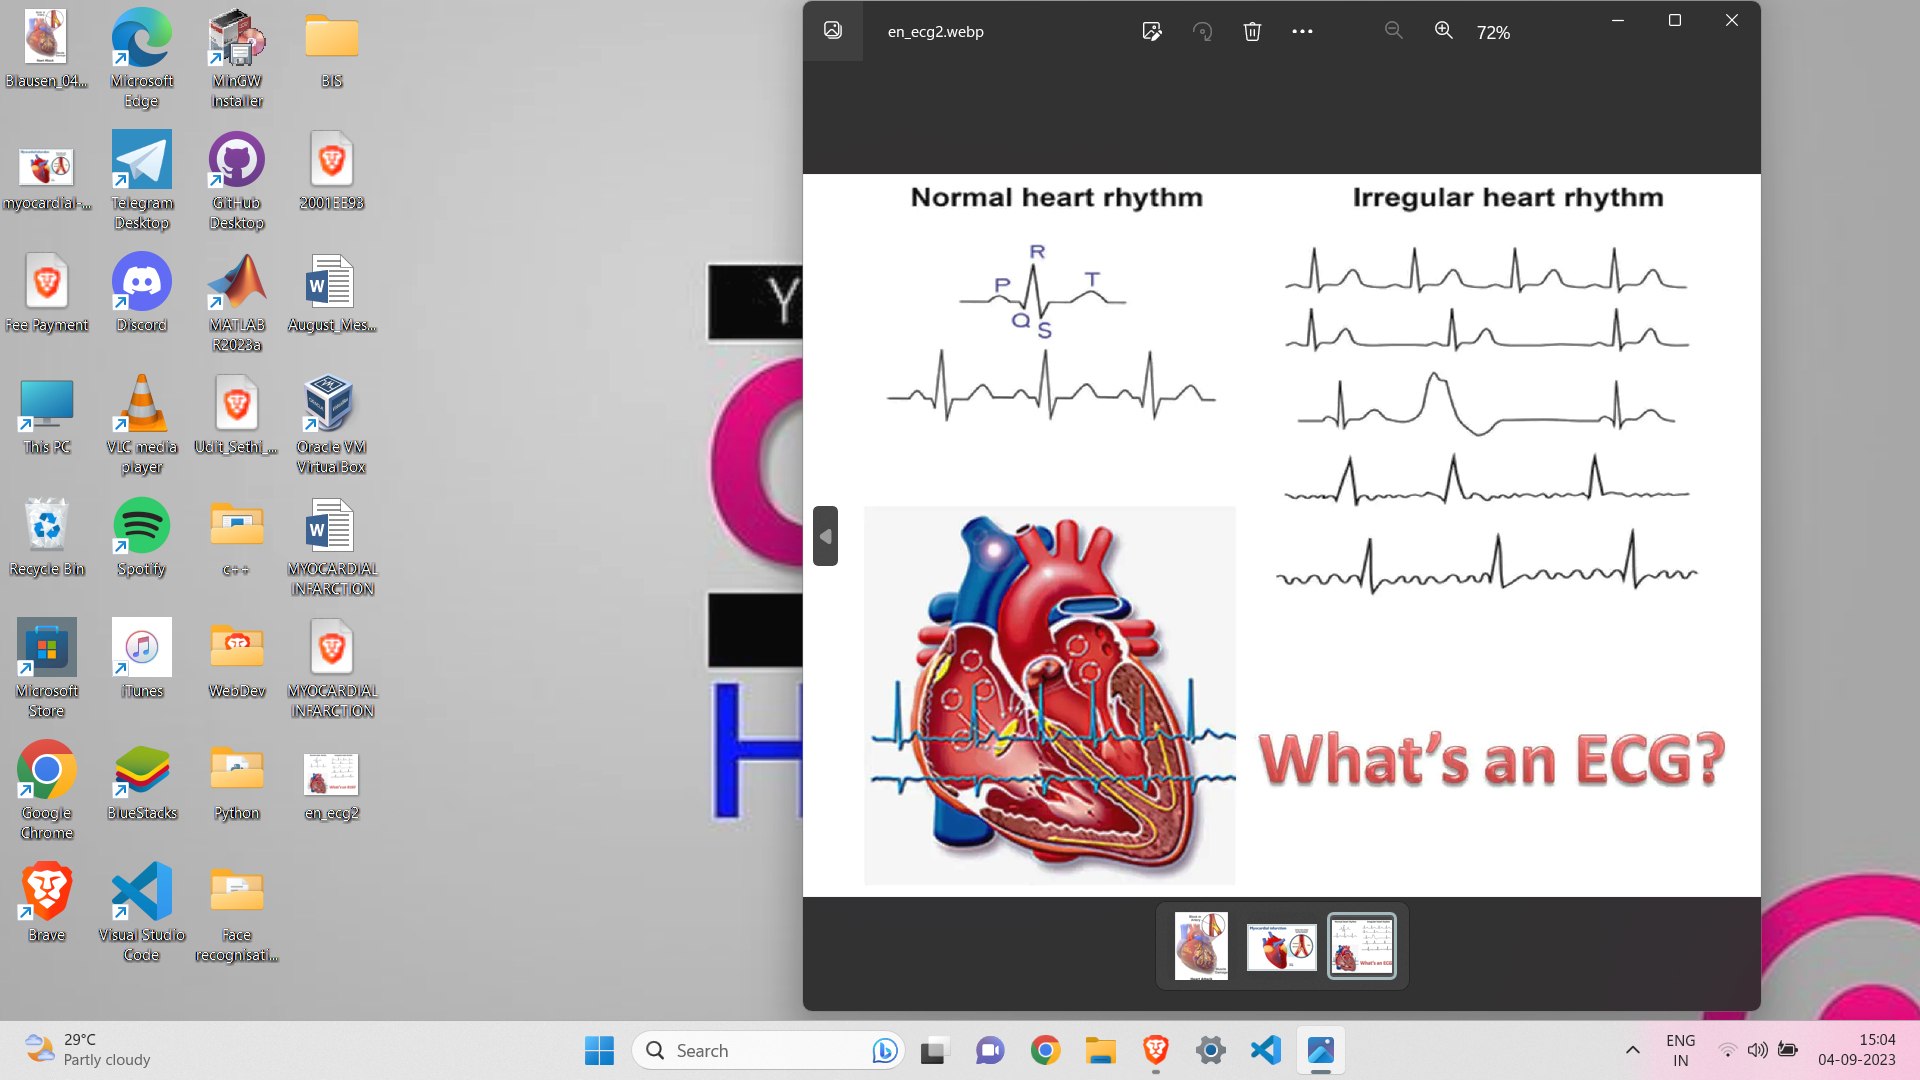 Blausen_04...
Microsoft
Edge
MinGW
Installer
BIS
myocardial-...
Telegram
Desktop
GitHub
Desktop
2001EE93
Fee Payment
Discord
MATLAB
R2023a
August_Mes...
This PC
VLC media
player
Udit_Sethi_...
Oracle VM
VirtualBox
Recycle Bin
Spotify
c++
MYOCARDIAL
INFARCTION
Microsoft
Store
iTunes
WebDev
MYOCARDIAL
INFARCTION
Google
Chrome
BlueStacks
Python
en_ecg2
Brave
Visual Studio
Code
Face
recognisati...
Y
H
en_ecg2.webp
72%
Normal heart rhythm
Irregular heart rhythm
R
P
T
Q
S
What's an ECG?
29°C
Partly cloudy
Search
ENG
IN
15:04
04-09-2023